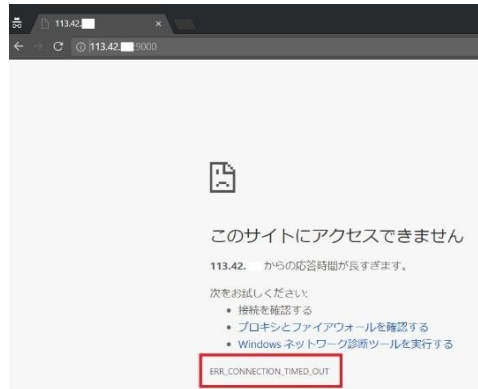 113.42.
113.42. :9000
このサイトにアクセスできません
113.42. からの応答時間が長すぎます。
次をお試しください:
接続を確認する
プロキシとファイアウォールを確認する
Windows ネットワーク診断ツールを実行する
ERR_CONNECTION_TIMED_OUT